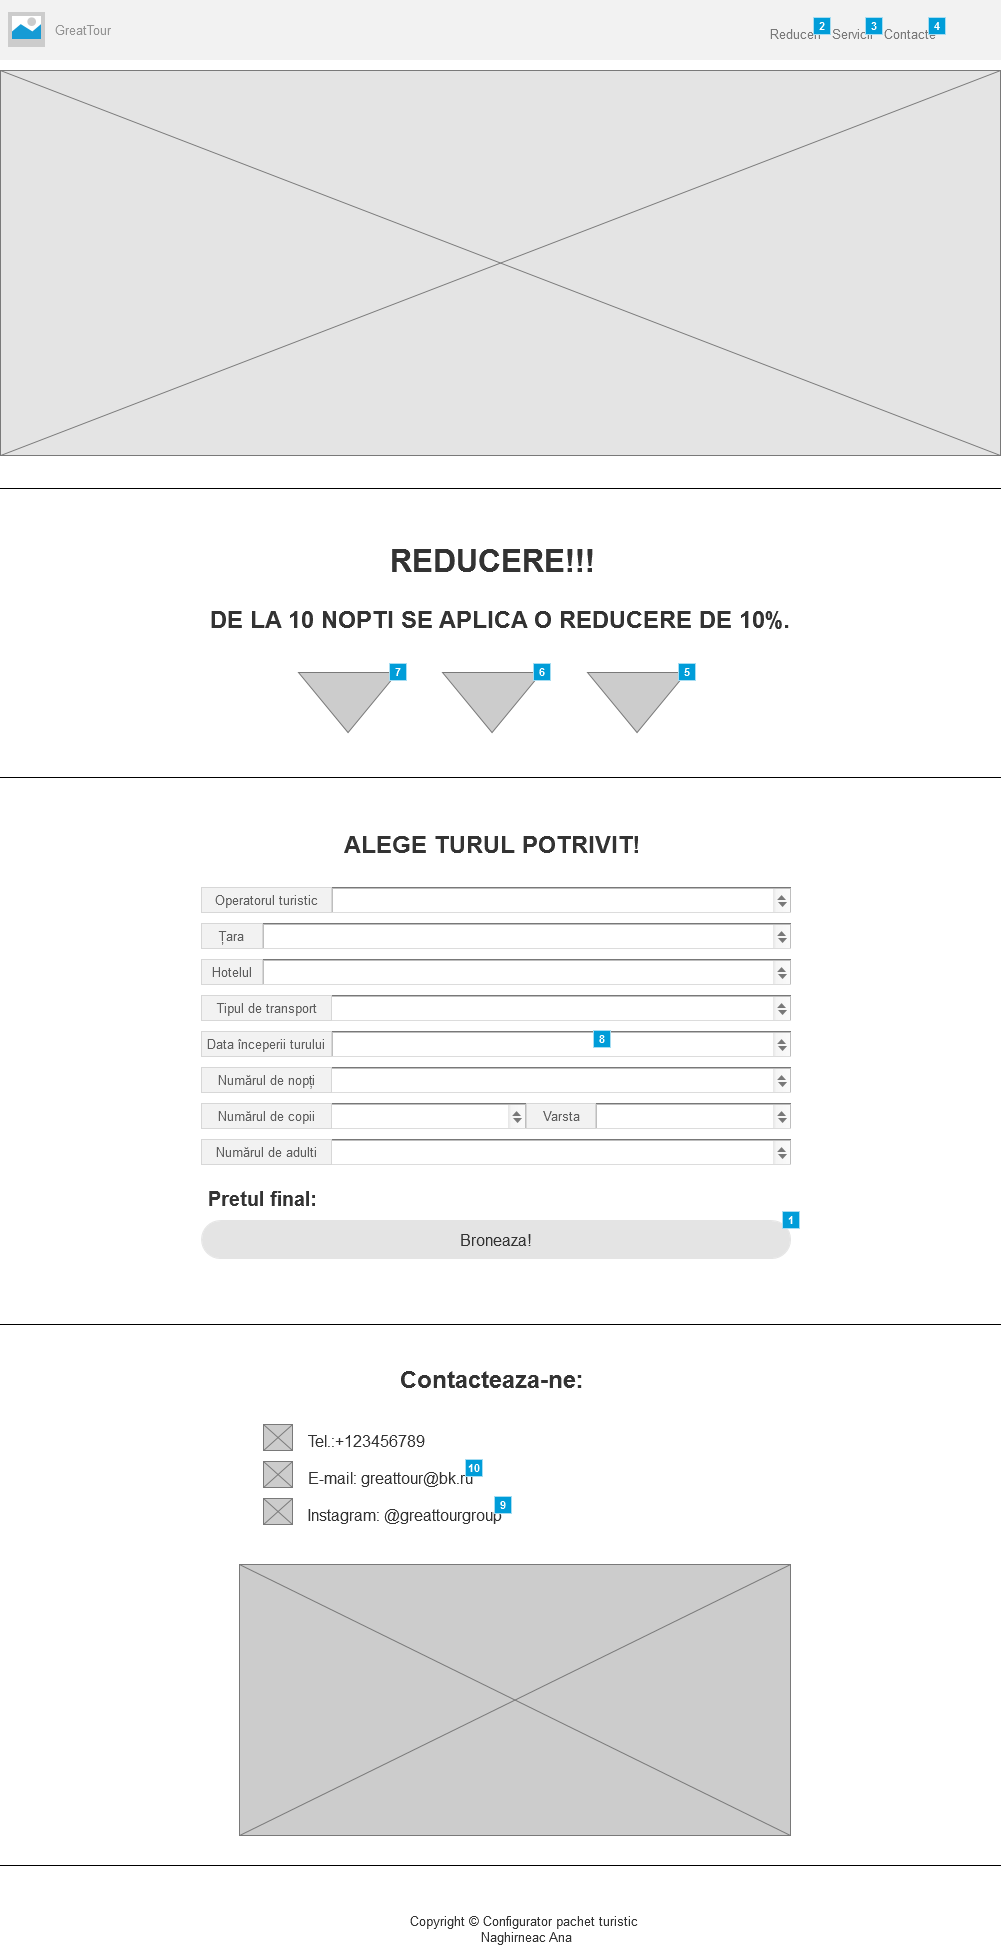 GreatTour
Reduceri 2 Servicii 3 Contacte 4
REDUCERE!!!
DE LA 10 NOPTI SE APLICA O REDUCERE DE 10%.
7 6 5
ALEGE TURUL POTRIVIT!
Operatorul turistic
Țara
Hotelul
Tipul de transport
Data începerii turului 8
Numărul de nopți
Numărul de copii Varsta
Numărul de adulti
Pretul final:
1
Broneaza!
Contacteaza-ne:
Tel.:+123456789
E-mail: greattour@bk.ru 10
Instagram: @greattourgroup 9
Copyright © Configurator pachet turistic
Naghirneac Ana